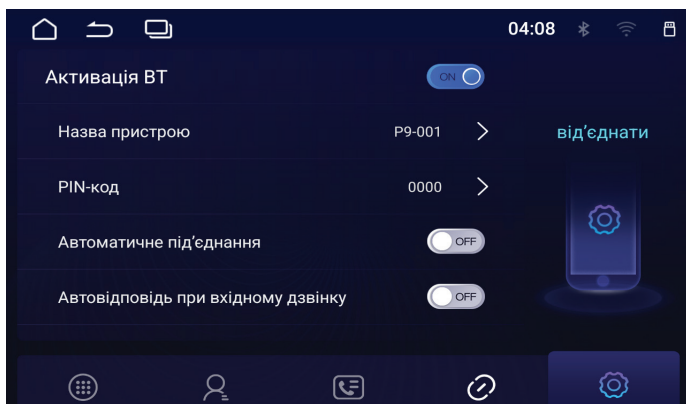 04:08
Активація BT
ON
Назва пристрою
P9-001
від’єднати
PIN-код
0000
Автоматичне під’єднання
OFF
Автовідповідь при вхідному дзвінку
OFF